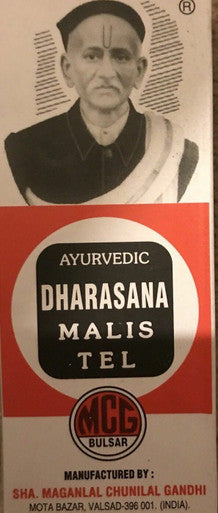 ®
AYURVEDIC
DHARASANA
MALIS
TEL
MCG
BULSAR
MANUFACTURED BY :
SHA. MAGANLAL CHUNILAL GANDHI
MOTA BAZAR, VALSAD-396 001. (INDIA).